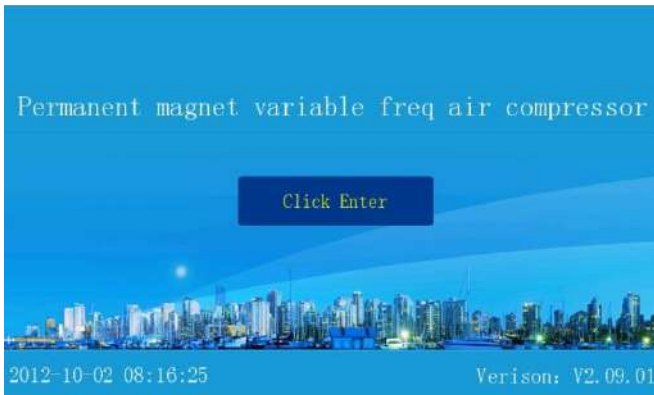 Permanent magnet variable freq air compressor
Click Enter
2012-10-02 08:16:25
Verison: V2.09.01